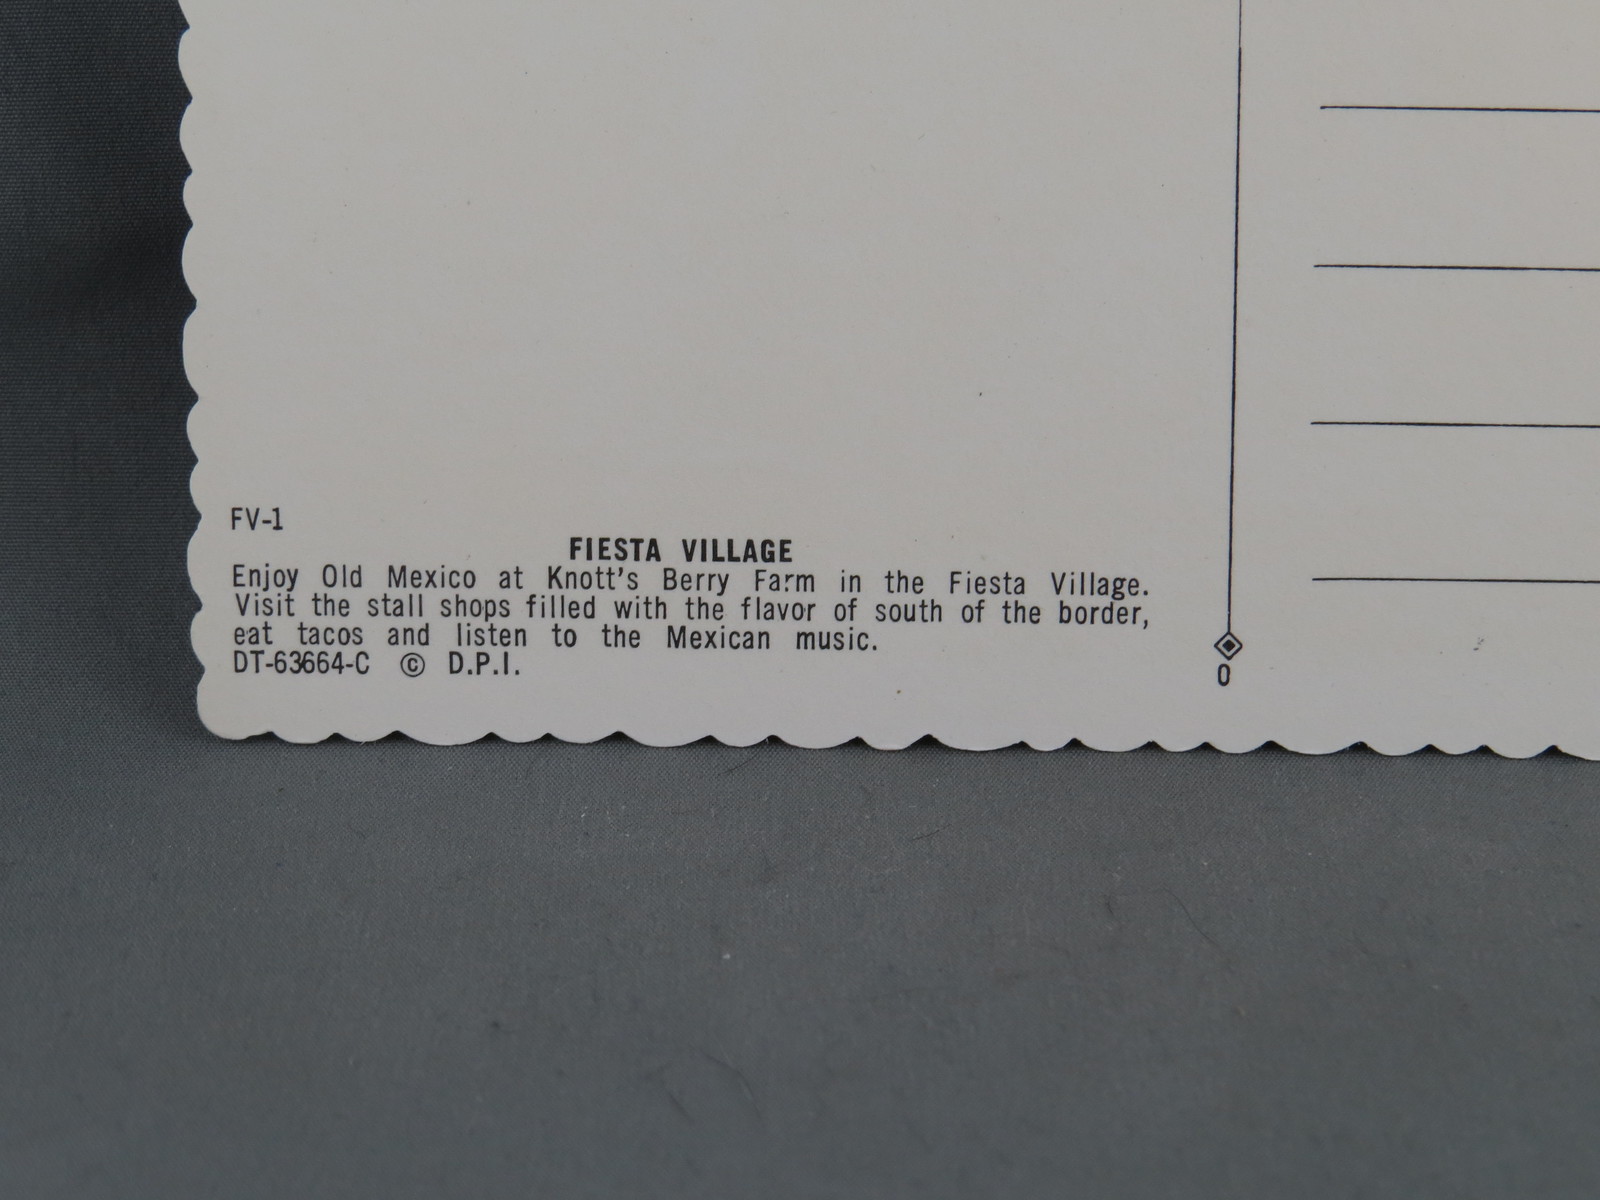 FV-1
FIESTA VILLAGE
Enjoy Old Mexico at Knott's Berry Farm in the Fiesta Village.
Visit the stall shops filled with the flavor of south of the border,
eat tacos and listen to the Mexican music.
DT-63664-C © D.P.I.
0